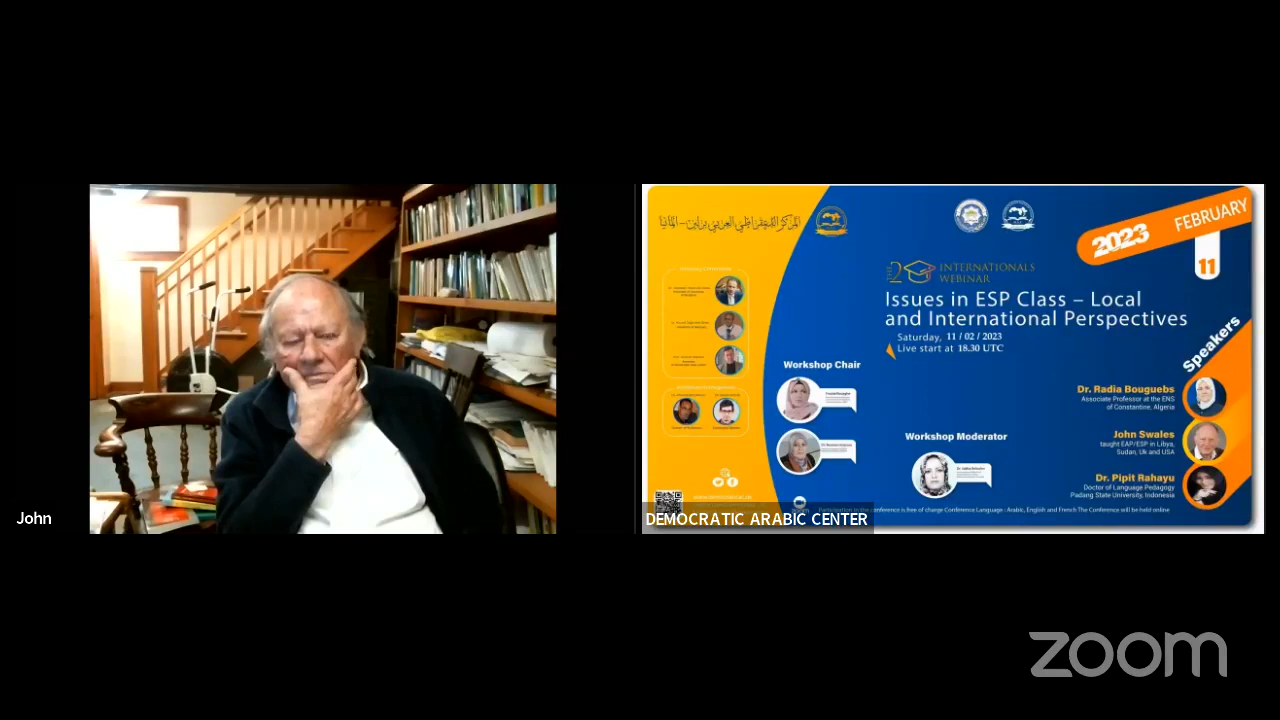 John
المركز الديمقراطي العربي برلين – المانيا
2023 FEBRUARY
11
THE 2
INTERNATIONALS
WEBINAR
Issues in ESP Class – Local
and International Perspectives
Saturday, 11 / 02 / 2023
Live start at 18.30 UTC
Speakers
Workshop Chair
Dr. Radia Bouguebs
Associate Professor at the ENS
of Constantine, Algeria
Workshop Moderator
John Swales
taught EAP/ESP in Libya,
Sudan, Uk and USA
Dr. Pipit Rahayu
Doctor of Language Pedagogy
Padang State University, Indonesia
conference is free of charge Conference Language : Arabic, English and French The Conference will be held online
DEMOCRATIC ARABIC CENTER
zoom